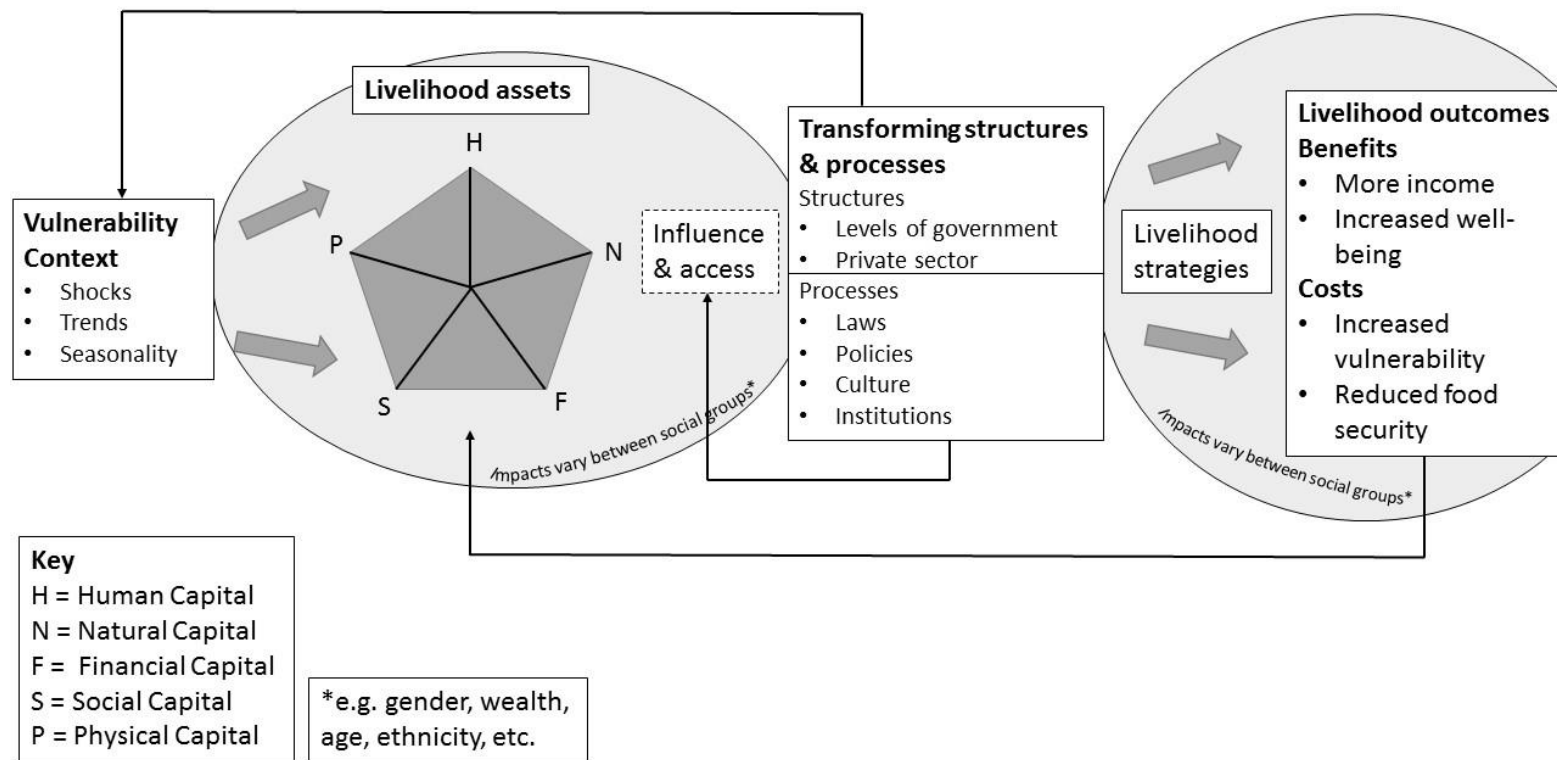 Livelihood assets
H
P
N
S
F
Vulnerability
Context
• Shocks
• Trends
• Seasonality
Influence
& access
Impacts vary between social groups*
Transforming structures
& processes
Structures
• Levels of government
• Private sector
Processes
• Laws
• Policies
• Culture
• Institutions
Livelihood
strategies
Livelihood outcomes
Benefits
• More income
• Increased well-
being
Costs
• Increased
vulnerability
• Reduced food
security
Impacts vary between social groups*
Key
H = Human Capital
N = Natural Capital
F = Financial Capital
S = Social Capital
P = Physical Capital
*e.g. gender, wealth,
age, ethnicity, etc.